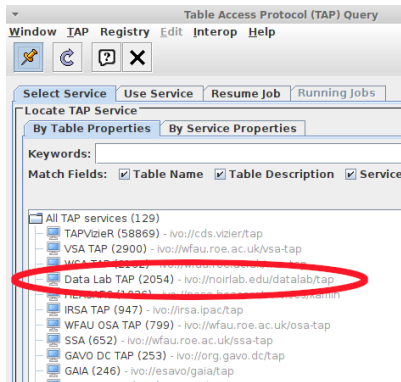 Table Access Protocol (TAP) Query
Window TAP Registry Edit Interop Help
Select Service Use Service Resume Job Running Jobs
Locate TAP Service
By Table Properties By Service Properties
Keywords:
Match Fields: Table Name Table Description Service
All TAP services (129)
TAPVizieR (58869) - ivo://cds.vizier/tap
VSA TAP (2900) - ivo://wfau.roe.ac.uk/vsa-tap
Data Lab TAP (2054) - ivo://noirlab.edu/datalab/tap
IRSA TAP (947) - ivo://irsa.ipac/tap
WFAU OSA TAP (799) - ivo://wfau.roe.ac.uk/osa-tap
SSA (652) - ivo://wfau.roe.ac.uk/ssa-tap
GAVO DC TAP (253) - ivo://org.gavo.dc/tap
GAIA (246) - ivo://esavo/gaia/tap